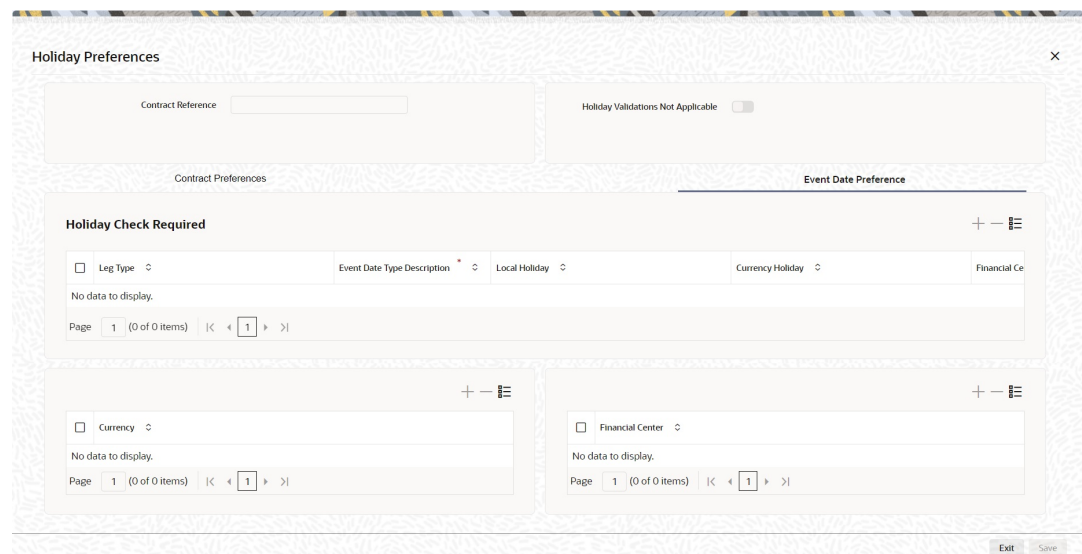 Holiday Preferences
Contract Reference
Holiday Validations Not Applicable
Contract Preferences
Event Date Preference
Holiday Check Required
Leg Type Event Date Type Description * Local Holiday Currency Holiday Financial Ce
No data to display.
Page 1 (0 of 0 items) 1
Currency
No data to display.
Page 1 (0 of 0 items) 1
Financial Center
No data to display.
Page 1 (0 of 0 items) 1
Exit Save